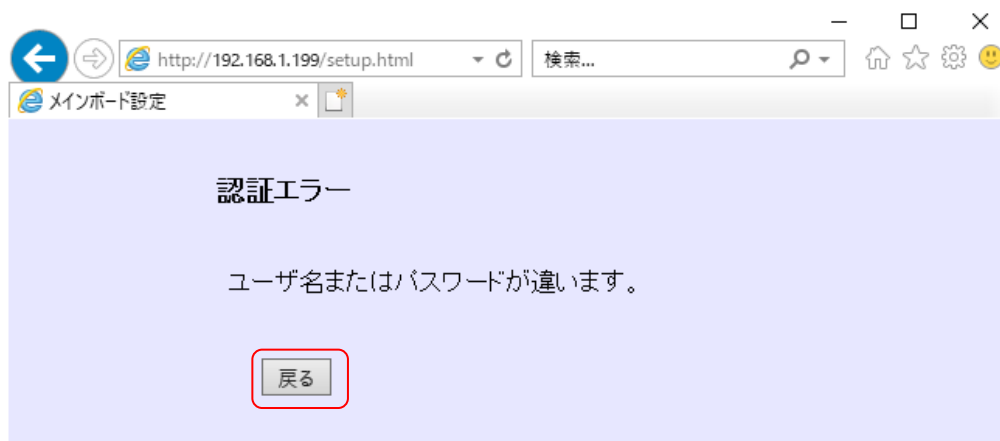 http://192.168.1.199/setup.html
検索...
メインボード設定
認証エラー
ユーザ名またはパスワードが違います。
戻る